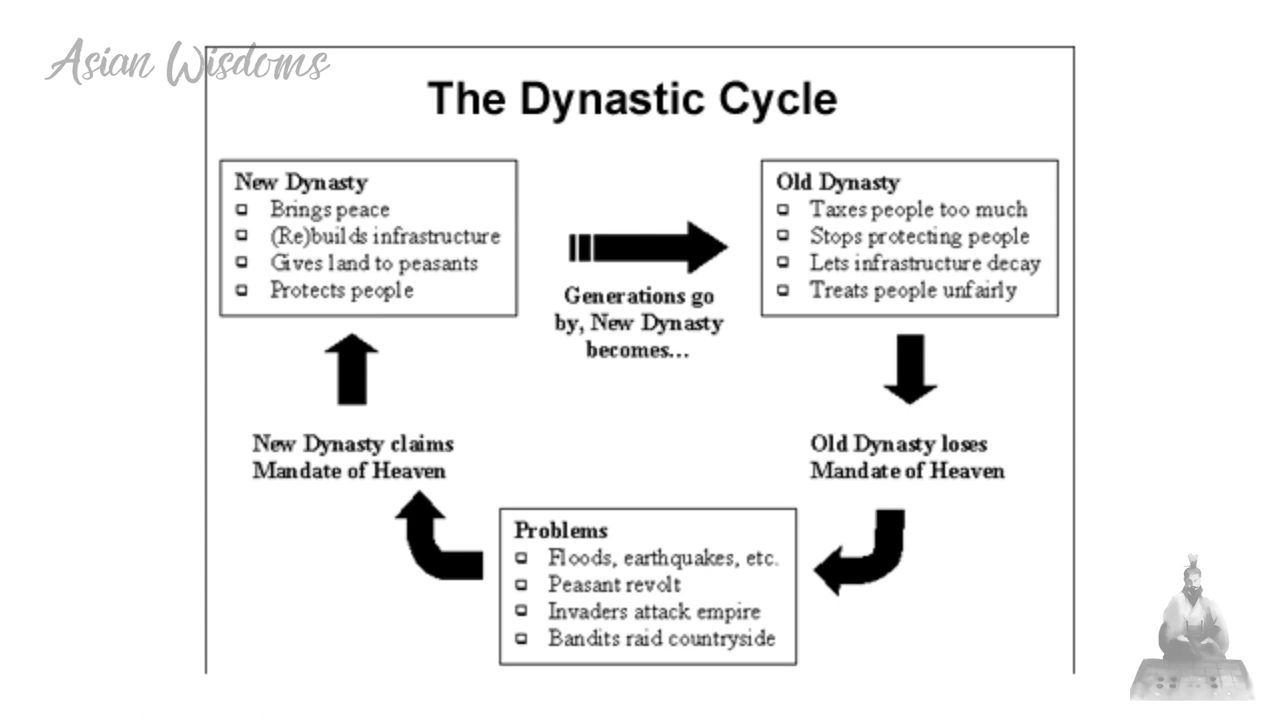 Asian Wisdoms
The Dynastic Cycle
New Dynasty
Brings peace
(Re)builds infrastructure
Gives land to peasants
Protects people
Generations go
by, New Dynasty
becomes...
Old Dynasty
Taxes people too much
Stops protecting people
Lets infrastructure decay
Treats people unfairly
Old Dynasty loses
Mandate of Heaven
Problems
Floods, earthquakes, etc.
Peasant revolt
Invaders attack empire
Bandits raid countryside
New Dynasty claims
Mandate of Heaven